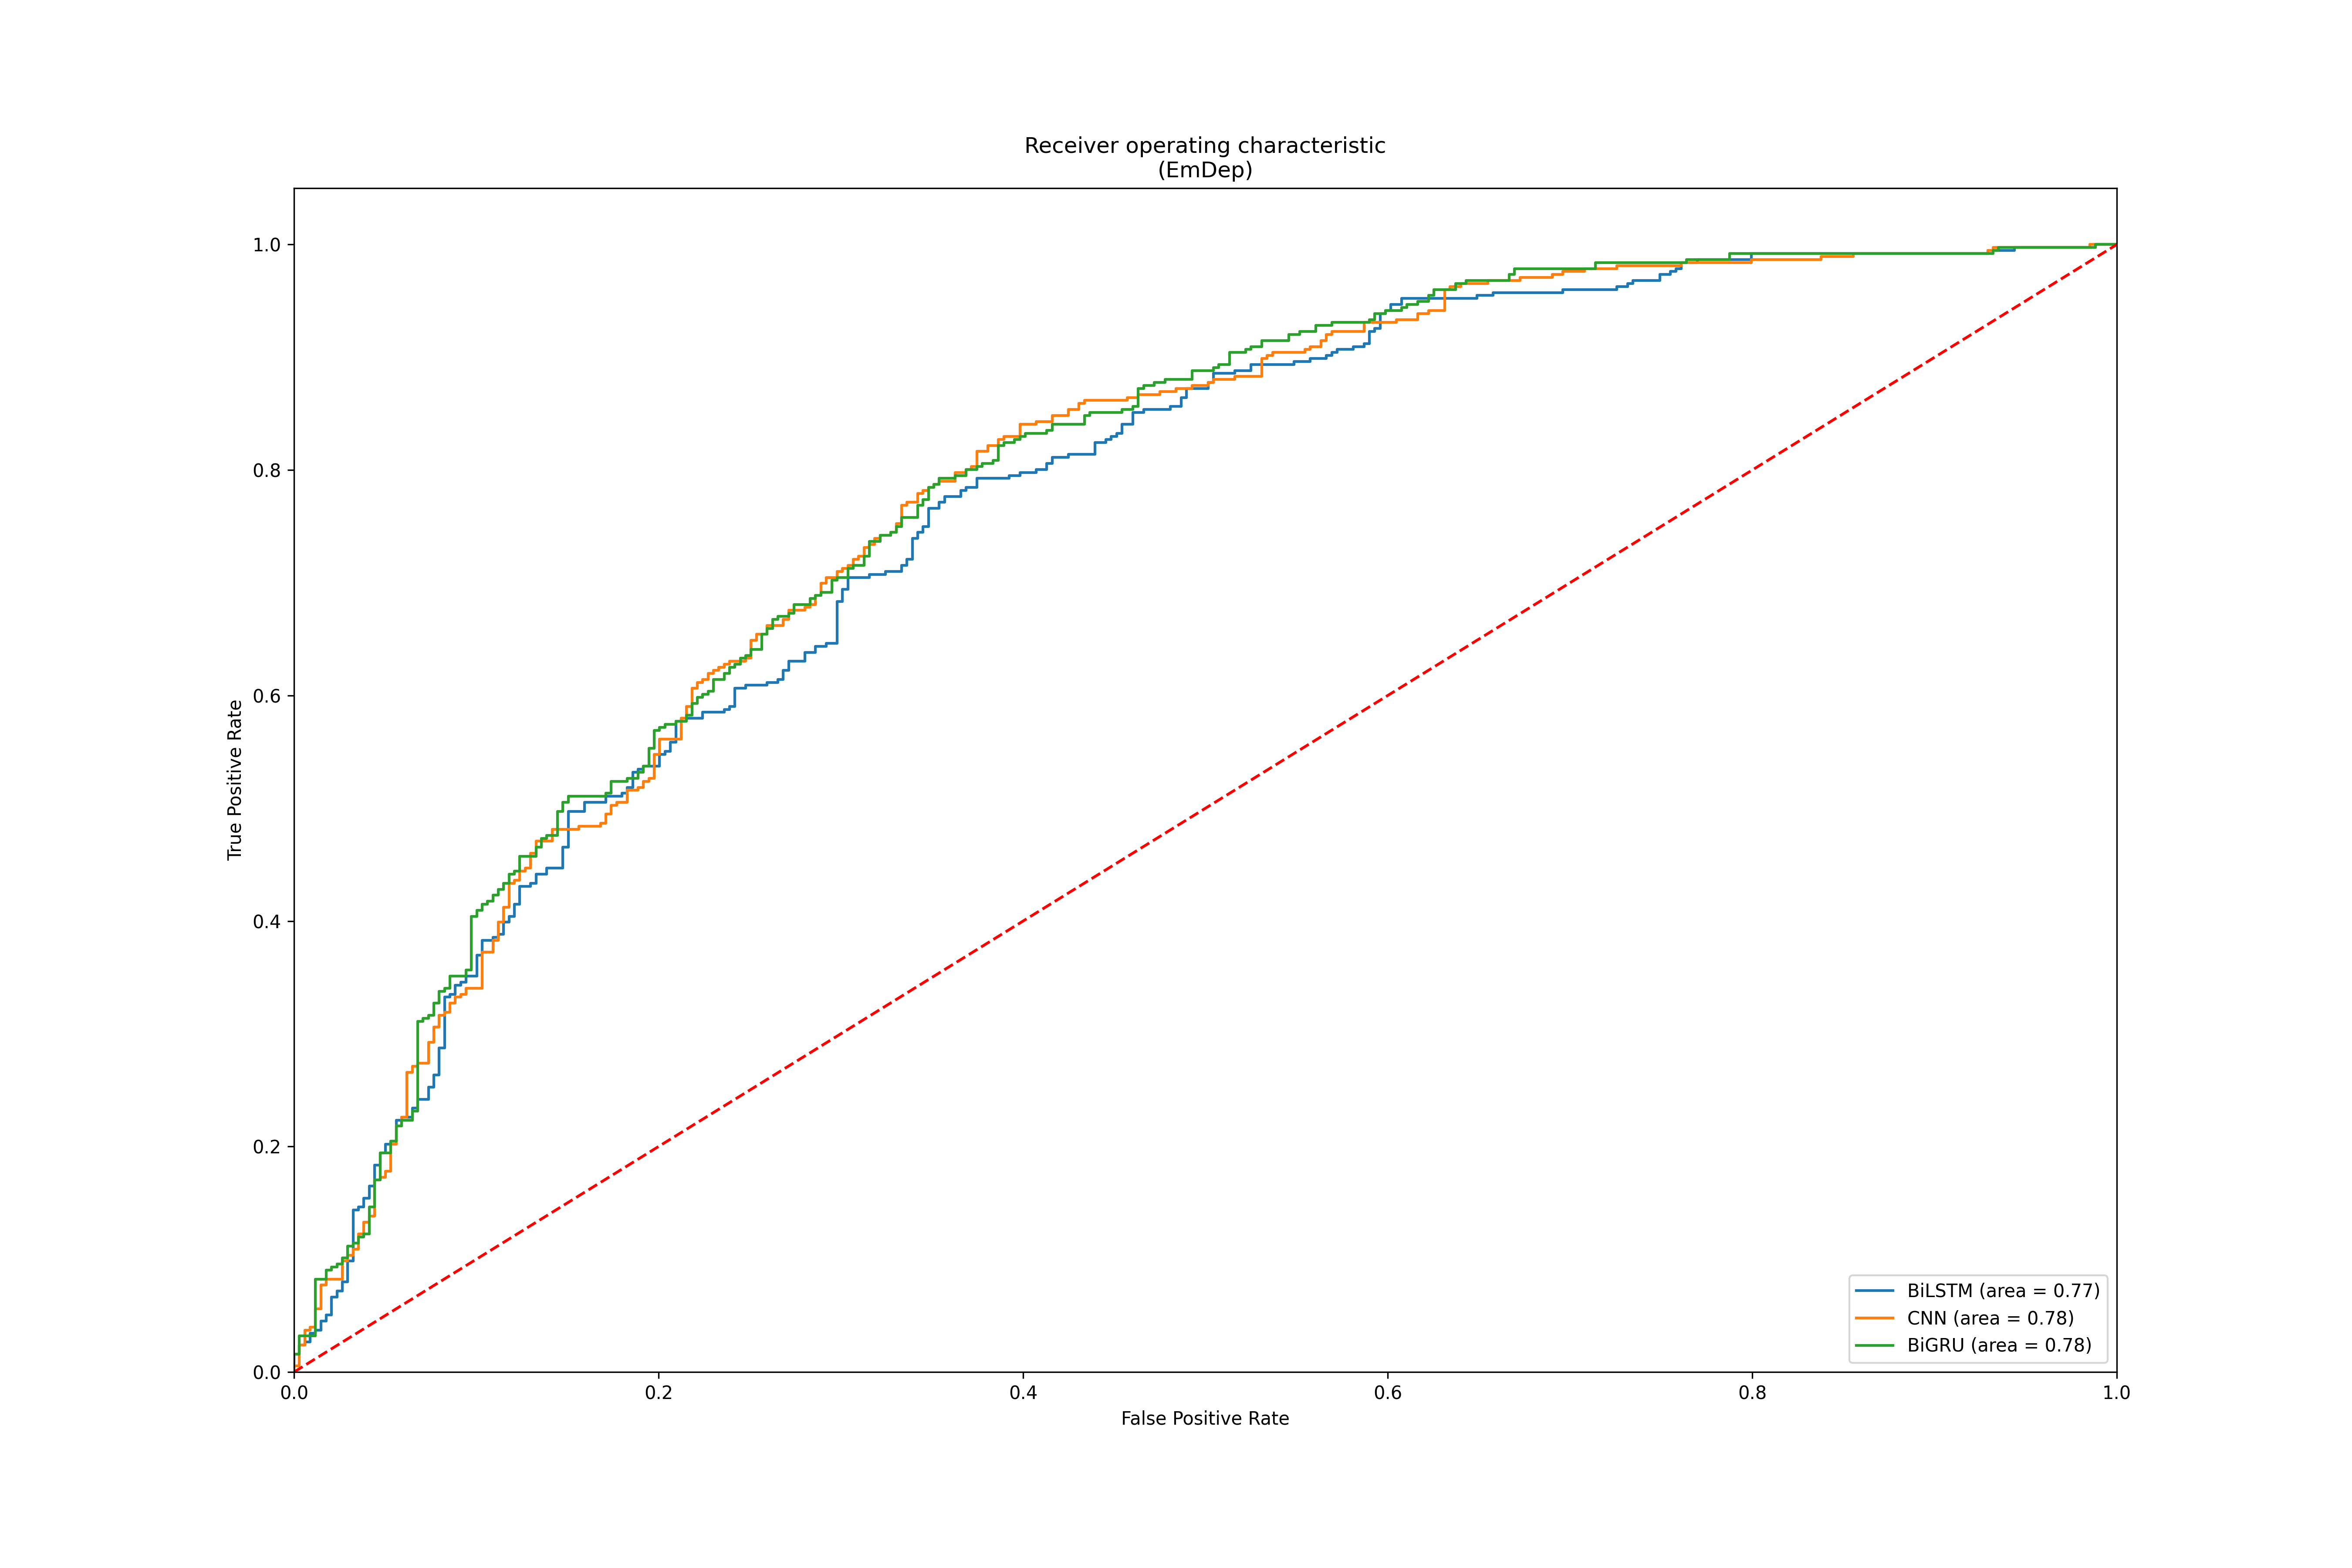 Receiver operating characteristic
(EmDep)
True Positive Rate
1.0
0.8
0.6
0.4
0.2
0.0
0.0 0.2 0.4 0.6 0.8 1.0
False Positive Rate
BiLSTM (area = 0.77)
CNN (area = 0.78)
BiGRU (area = 0.78)